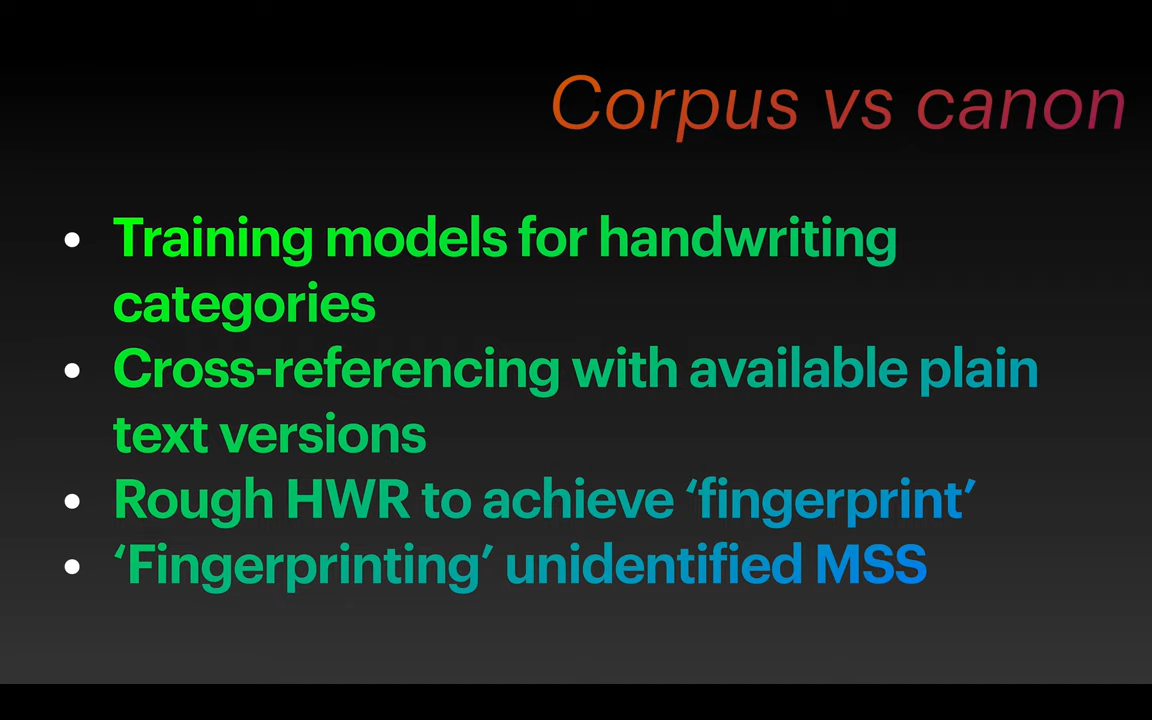 Corpus vs canon
• Training models for handwriting
categories
• Cross-referencing with available plain
text versions
• Rough HWR to achieve ‘fingerprint’
• ‘Fingerprinting’ unidentified MSS